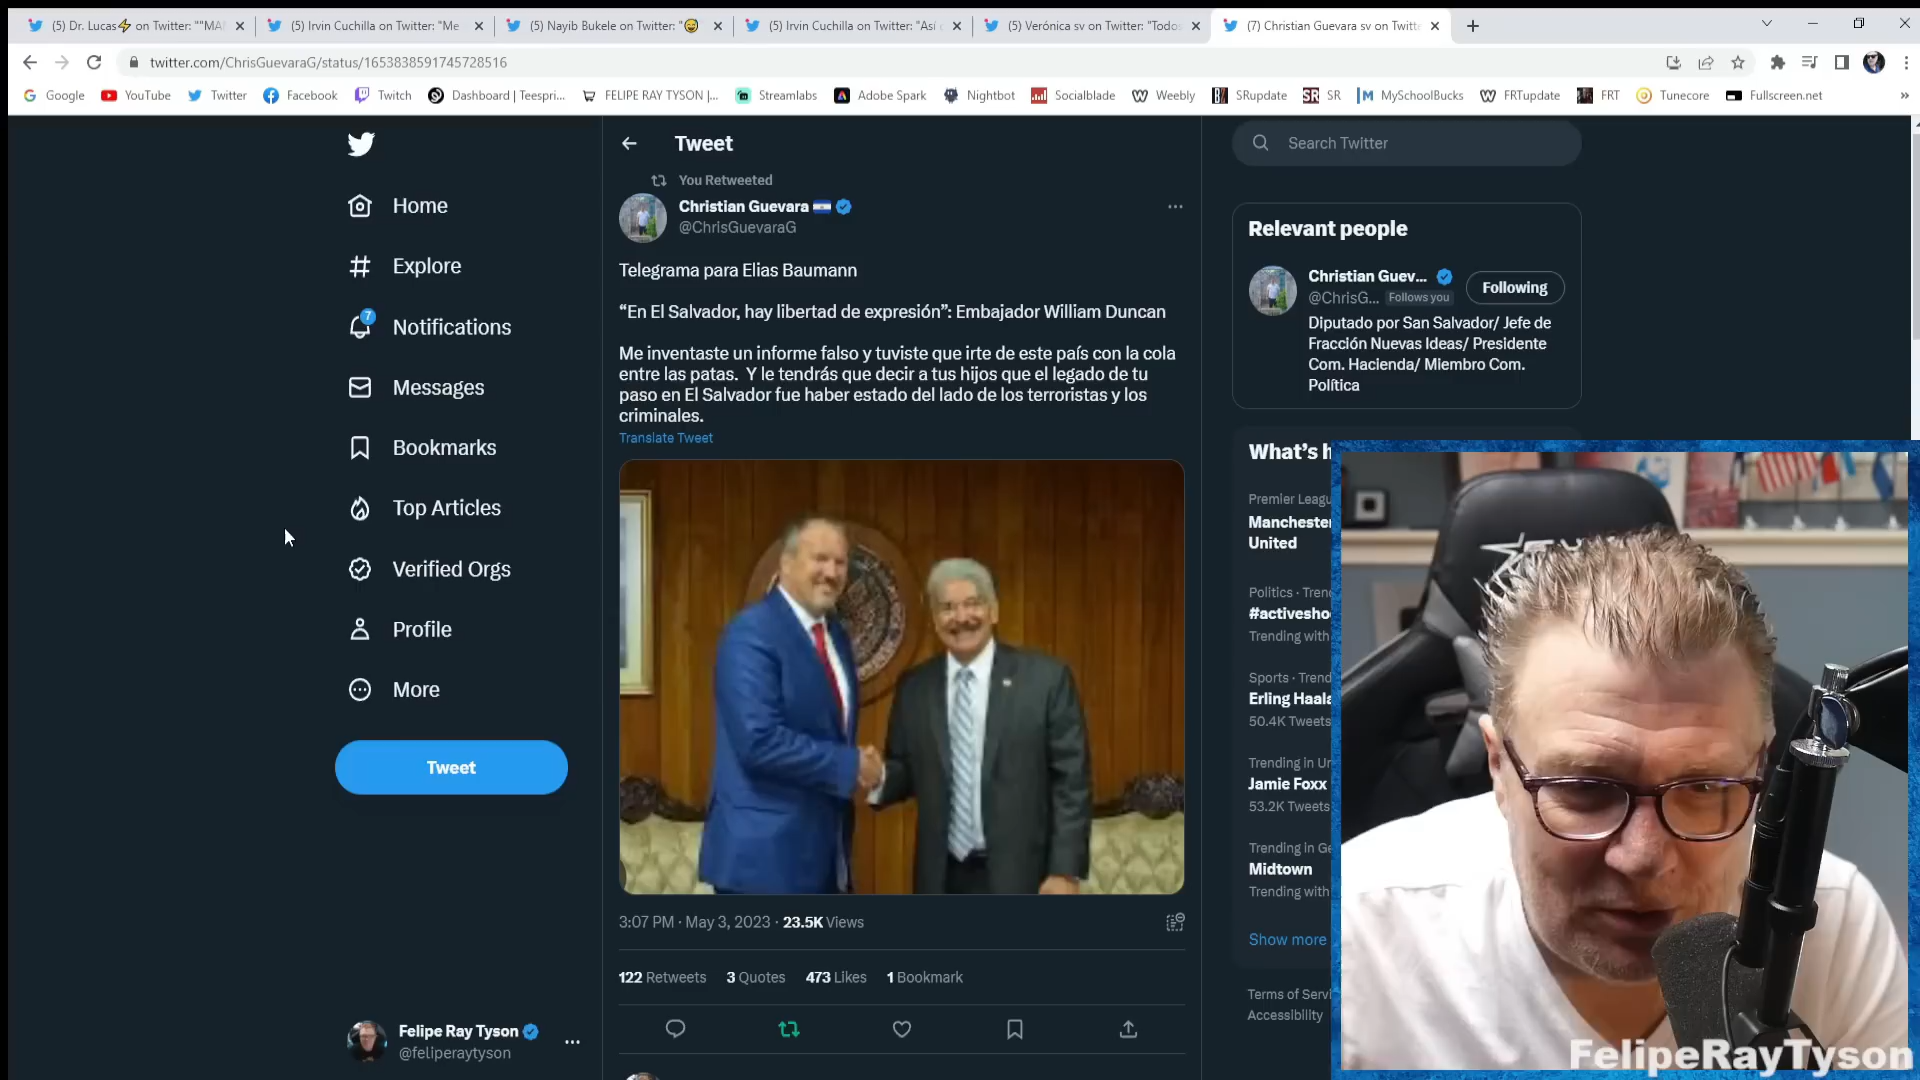 (5) Dr. Lucas⚡ on Twitter: ""MAI
(5) Irvin Cuchilla on Twitter: "Me
(5) Nayib Bukele on Twitter: "😅
(5) Irvin Cuchilla on Twitter: "Así
(5) Verónica sv on Twitter: "Todos
(7) Christian Guevara sv on Twitte
twitter.com/ChrisGuevaraG/status/1653838591745728516
Google
YouTube
Twitter
Facebook
Twitch
Dashboard | Teespri...
FELIPE RAY TYSON |...
Streamlabs
Adobe Spark
Nightbot
Socialblade
Weebly
SRupdate
SR
MySchoolBucks
FRTupdate
FRT
Tunecore
Fullscreen.net
Home
Explore
7
Notifications
Messages
Bookmarks
Top Articles
Verified Orgs
Profile
More
Tweet
Felipe Ray Tyson
@feliperaytyson
Tweet
You Retweeted
Christian Guevara 🇸🇻
@ChrisGuevaraG
Telegrama para Elias Baumann
“En El Salvador, hay libertad de expresión”: Embajador William Duncan
Me inventaste un informe falso y tuviste que irte de este país con la cola
entre las patas. Y le tendrás que decir a tus hijos que el legado de tu
paso en El Salvador fue haber estado del lado de los terroristas y los
criminales.
Translate Tweet
3:07 PM · May 3, 2023 · 23.5K Views
122 Retweets 3 Quotes 473 Likes 1 Bookmark
Search Twitter
Relevant people
Christian Guev...
@ChrisG... Follows you
Following
Diputado por San Salvador/ Jefe de
Fracción Nuevas Ideas/ Presidente
Com. Hacienda/ Miembro Com.
Política
What’s h
Premier Leagu
Manchester
United
Politics · Trend
#activeshoo
Trending with
Sports · Trend
Erling Haala
50.4K Tweets
Trending in Un
Jamie Foxx
53.2K Tweets
Trending in Ge
Midtown
Trending with
Show more
Terms of Servi
Accessibility
FelipeRayTyson